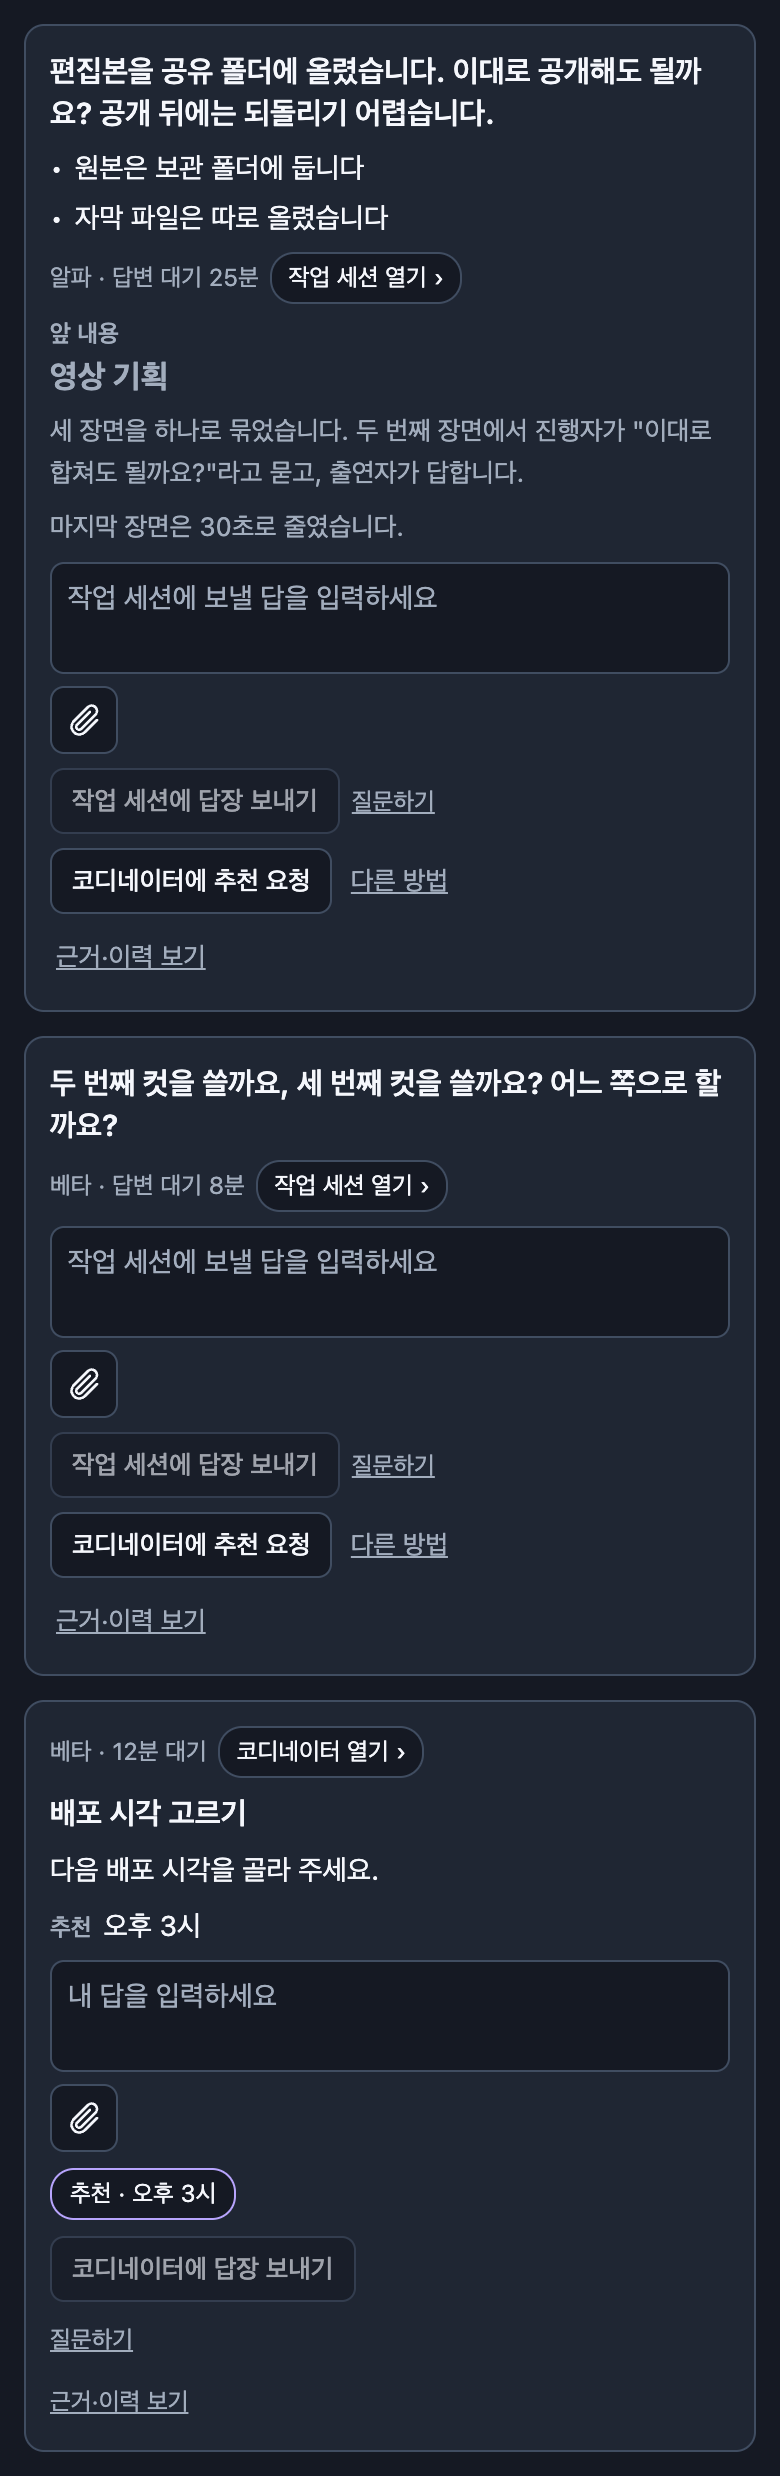 편집본을 공유 폴더에 올렸습니다. 이대로 공개해도 될까
요? 공개 뒤에는 되돌리기 어렵습니다.
• 원본은 보관 폴더에 둡니다
• 자막 파일은 따로 올렸습니다
알파 · 답변 대기 25분 작업 세션 열기 ›
앞 내용
영상 기획
세 장면을 하나로 묶었습니다. 두 번째 장면에서 진행자가 "이대로
합쳐도 될까요?"라고 묻고, 출연자가 답합니다.
마지막 장면은 30초로 줄였습니다.
작업 세션에 보낼 답을 입력하세요
작업 세션에 답장 보내기 질문하기
코디네이터에 추천 요청 다른 방법
근거·이력 보기
두 번째 컷을 쓸까요, 세 번째 컷을 쓸까요? 어느 쪽으로 할
까요?
베타 · 답변 대기 8분 작업 세션 열기 ›
작업 세션에 보낼 답을 입력하세요
작업 세션에 답장 보내기 질문하기
코디네이터에 추천 요청 다른 방법
근거·이력 보기
베타 · 12분 대기 코디네이터 열기 ›
배포 시각 고르기
다음 배포 시각을 골라 주세요.
추천 오후 3시
내 답을 입력하세요
추천 · 오후 3시
코디네이터에 답장 보내기
질문하기
근거·이력 보기